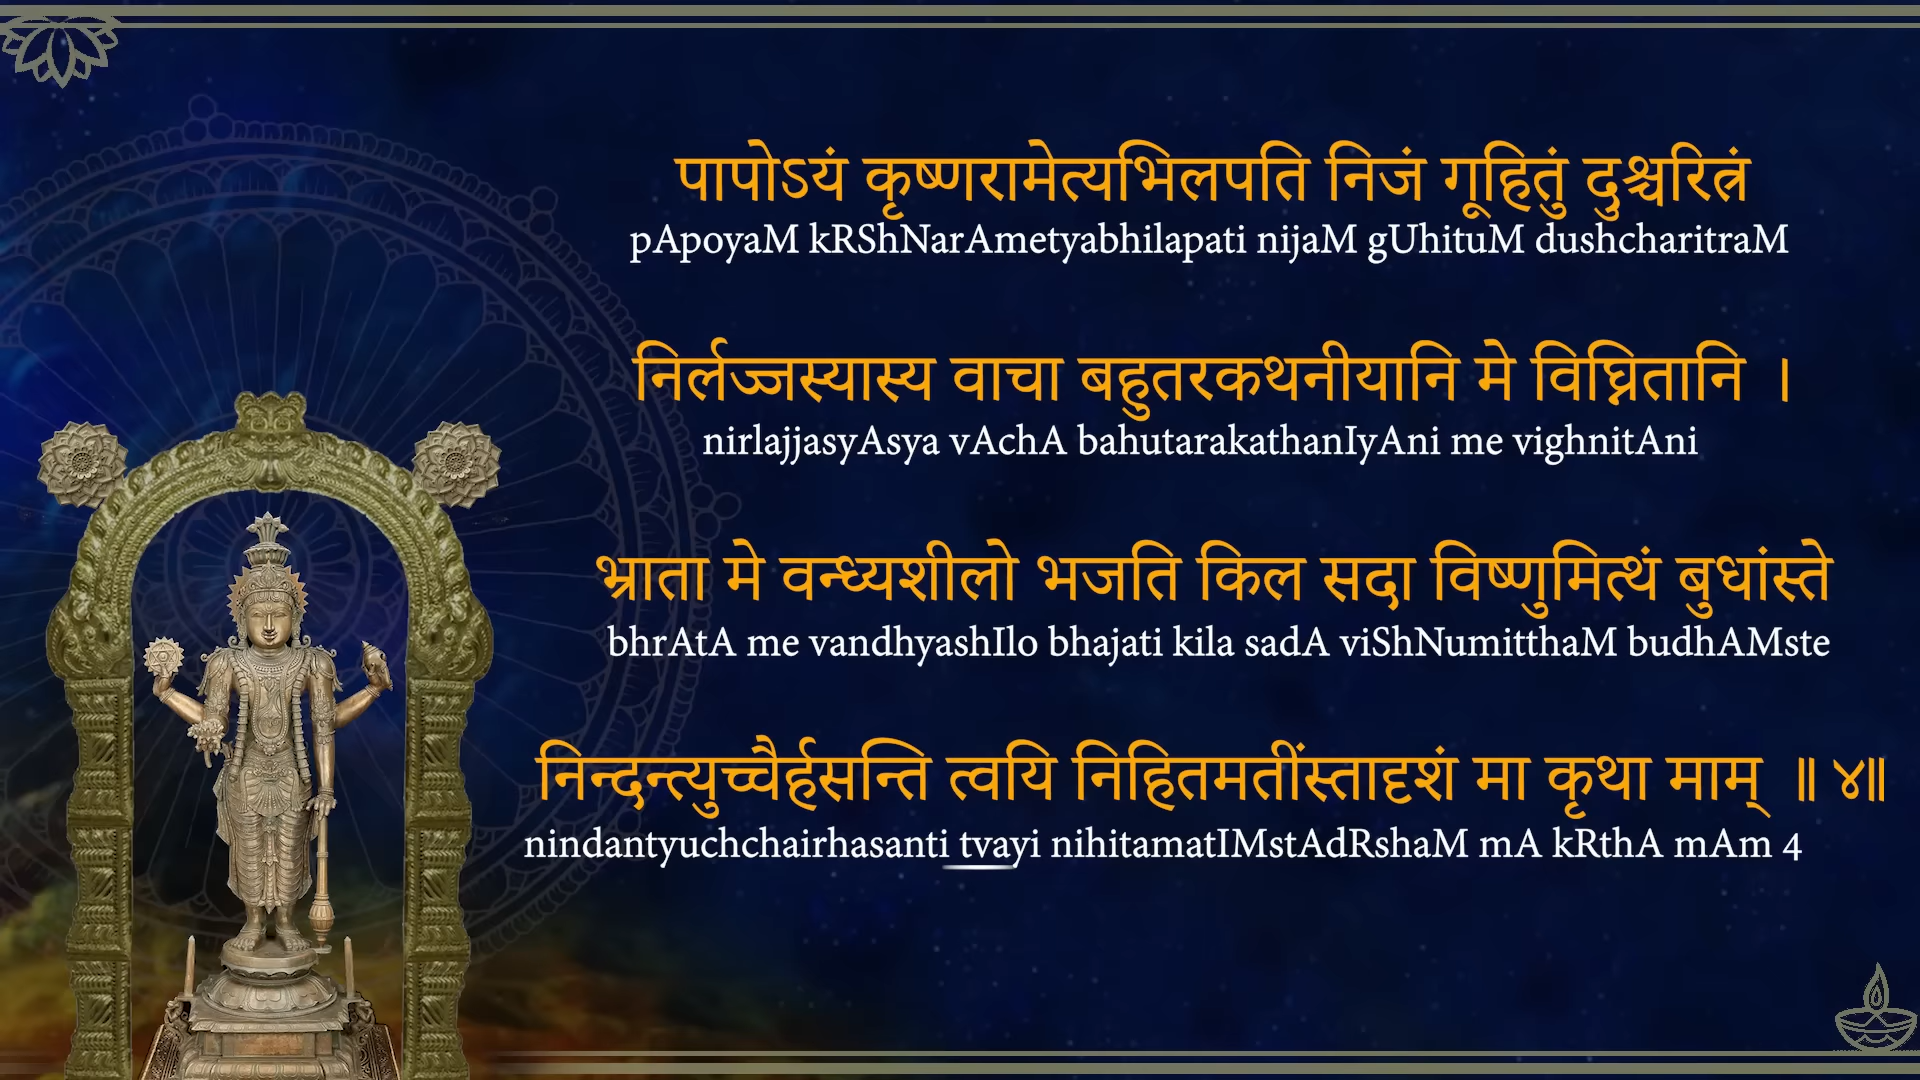 पापोऽयं कृष्णरामेत्यभिलपति निजं गूहितुं दुश्चरित्रं
pApoyaM kRShNarAmetyabhilapati nijaM gUhituM dushcharitraM
निर्लज्जस्यास्य वाचा बहुतरकथनीयानि मे विघ्नितानि ।
nirlajjasyAsya vAchA bahutarakathanIyAni me vighnitAni
भ्राता मे वन्ध्यशीलो भजति किल सदा विष्णुमित्थं बुधांस्ते
bhrAtA me vandhyashIlo bhajati kila sadA viShNumitthaM budhAMste
निन्दन्त्युच्चैर्हसन्ति त्वयि निहितमतींस्तादृशं मा कृथा माम् ॥ ४॥
nindantyuchchairhasanti tvayi nihitamatIMstAdRshaM mA kRthA mAm 4